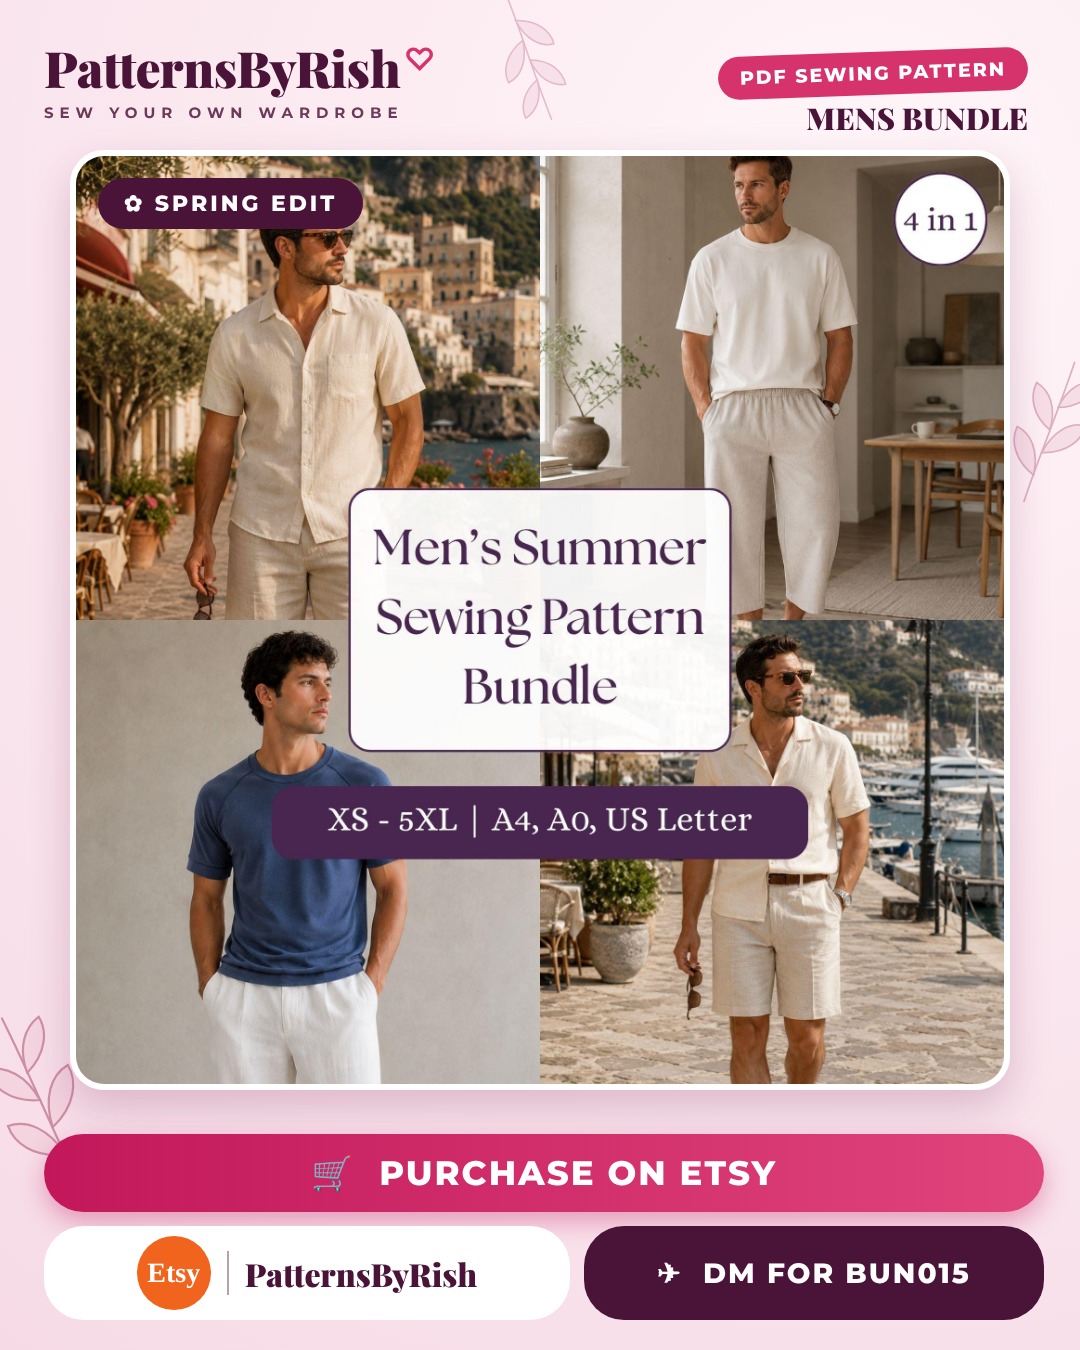 PatternsByRish
SEW YOUR OWN WARDROBE
PDF SEWING PATTERN
MENS BUNDLE
SPRING EDIT
4 in 1
Men's Summer
Sewing Pattern
Bundle
XS - 5XL | A4, A0, US Letter
PURCHASE ON ETSY
Etsy | PatternsByRish
DM FOR BUN015